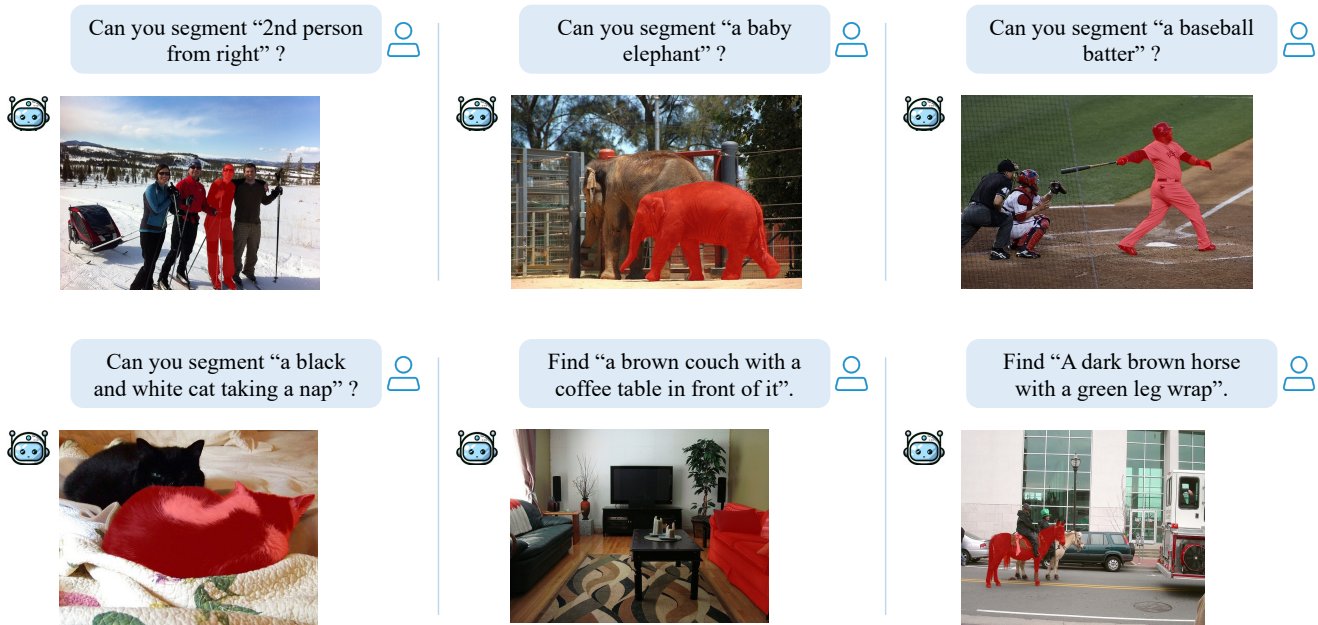 Can you segment “2nd person
from right” ?
Can you segment “a baby
elephant” ?
Can you segment “a baseball
batter” ?
Can you segment “a black
and white cat taking a nap” ?
Find “a brown couch with a
coffee table in front of it”.
Find “A dark brown horse
with a green leg wrap”.